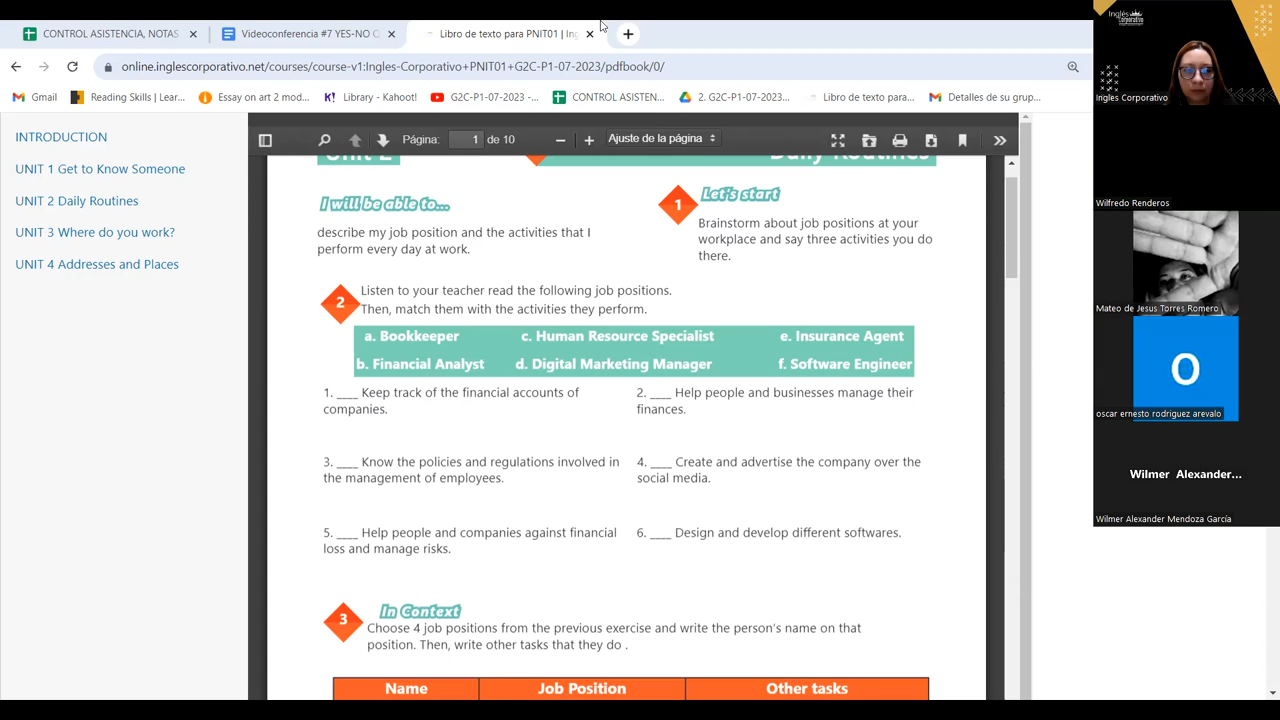 CONTROL ASISTENCIA, NOTAS
Videoconferencia #7 YES-NO Q
Libro de texto para PNIT01 | Ing
online.inglescorporativo.net/courses/course-v1:Ingles-Corporativo+PNIT01+G2C-P1-07-2023/pdfbook/0/
Gmail
Reading Skills | Lear...
Essay on art 2 mod...
Library - Kahoot!
G2C-P1-07-2023 -...
CONTROL ASISTEN...
2. G2C-P1-07-2023...
Libro de texto para...
Detalles de su grup...
INTRODUCTION
UNIT 1 Get to Know Someone
UNIT 2 Daily Routines
UNIT 3 Where do you work?
UNIT 4 Addresses and Places
Página: 1 de 10
Ajuste de la página
Unit 2
Daily Routines
I will be able to...
describe my job position and the activities that I
perform every day at work.
1
Let's start
Brainstorm about job positions at your
workplace and say three activities you do
there.
2
Listen to your teacher read the following job positions.
Then, match them with the activities they perform.
a. Bookkeeper
c. Human Resource Specialist
e. Insurance Agent
b. Financial Analyst
d. Digital Marketing Manager
f. Software Engineer
1. ____ Keep track of the financial accounts of
companies.
2. ____ Help people and businesses manage their
finances.
3. ____ Know the policies and regulations involved in
the management of employees.
4. ____ Create and advertise the company over the
social media.
5. ____ Help people and companies against financial
loss and manage risks.
6. ____ Design and develop different softwares.
3
In Context
Choose 4 job positions from the previous exercise and write the person's name on that
position. Then, write other tasks that they do .
Name
Job Position
Other tasks
Inglés
Corporativo
Ingles Corporativo
Wilfredo Renderos
Mateo de Jesus Torres Romero
O
oscar ernesto rodriguez arevalo
Wilmer Alexander...
Wilmer Alexander Mendoza García